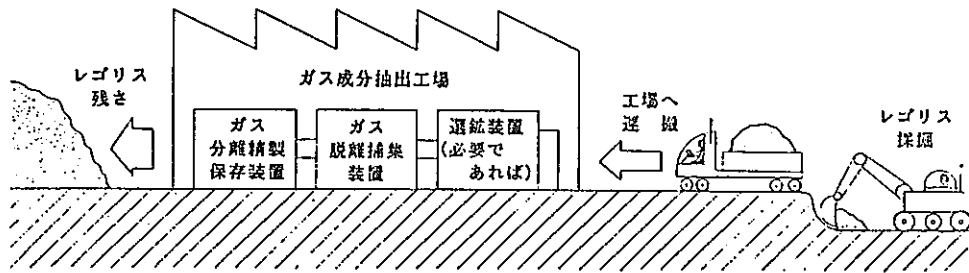 レゴリス
残さ
ガス成分抽出工場
ガス
分離精製
保存装置
ガス
脱離捕集
装置
選鉱装置
(必要で
あれば)
工場へ
運搬
レゴリス
採掘